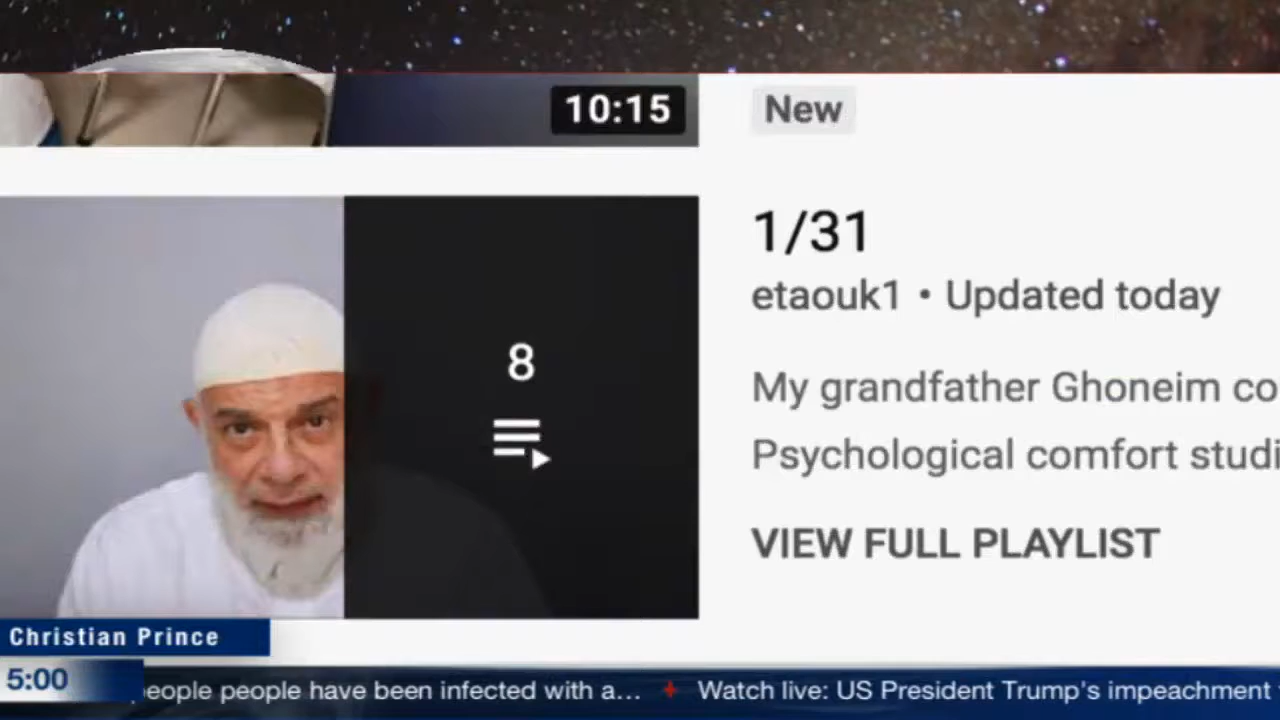 10:15
New
1/31
etaouk1 • Updated today
8
My grandfather Ghoneim co
Psychological comfort studi
VIEW FULL PLAYLIST
Christian Prince
5:00
eople people have been infected with a... Watch live: US President Trump's impeachment